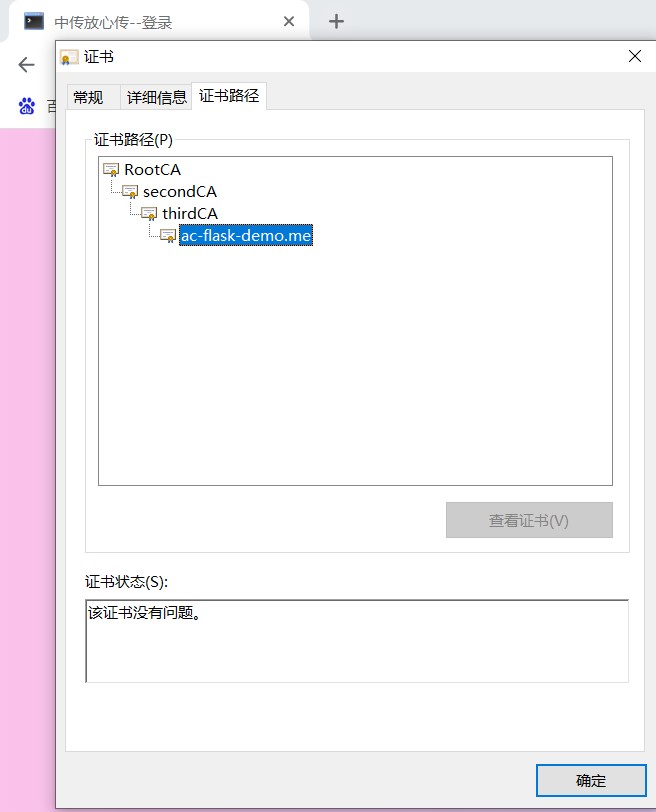 中传放心传--登录
证书
百
常规 详细信息 证书路径
证书路径(P)
RootCA
secondCA
thirdCA
ac-flask-demo.me
查看证书(V)
证书状态(S):
该证书没有问题。
确定